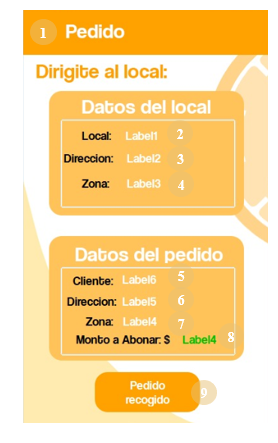 1 Pedido
Dirigite al local:
Datos del local
Local: Label1 2
Direccion: Label2 3
Zona: Label3 4
Datos del pedido
Cliente: Label6 5
Direccion: Label5 6
Zona: Label4 7
Monto a Abonar: $ Label4 8
Pedido
recogido 9